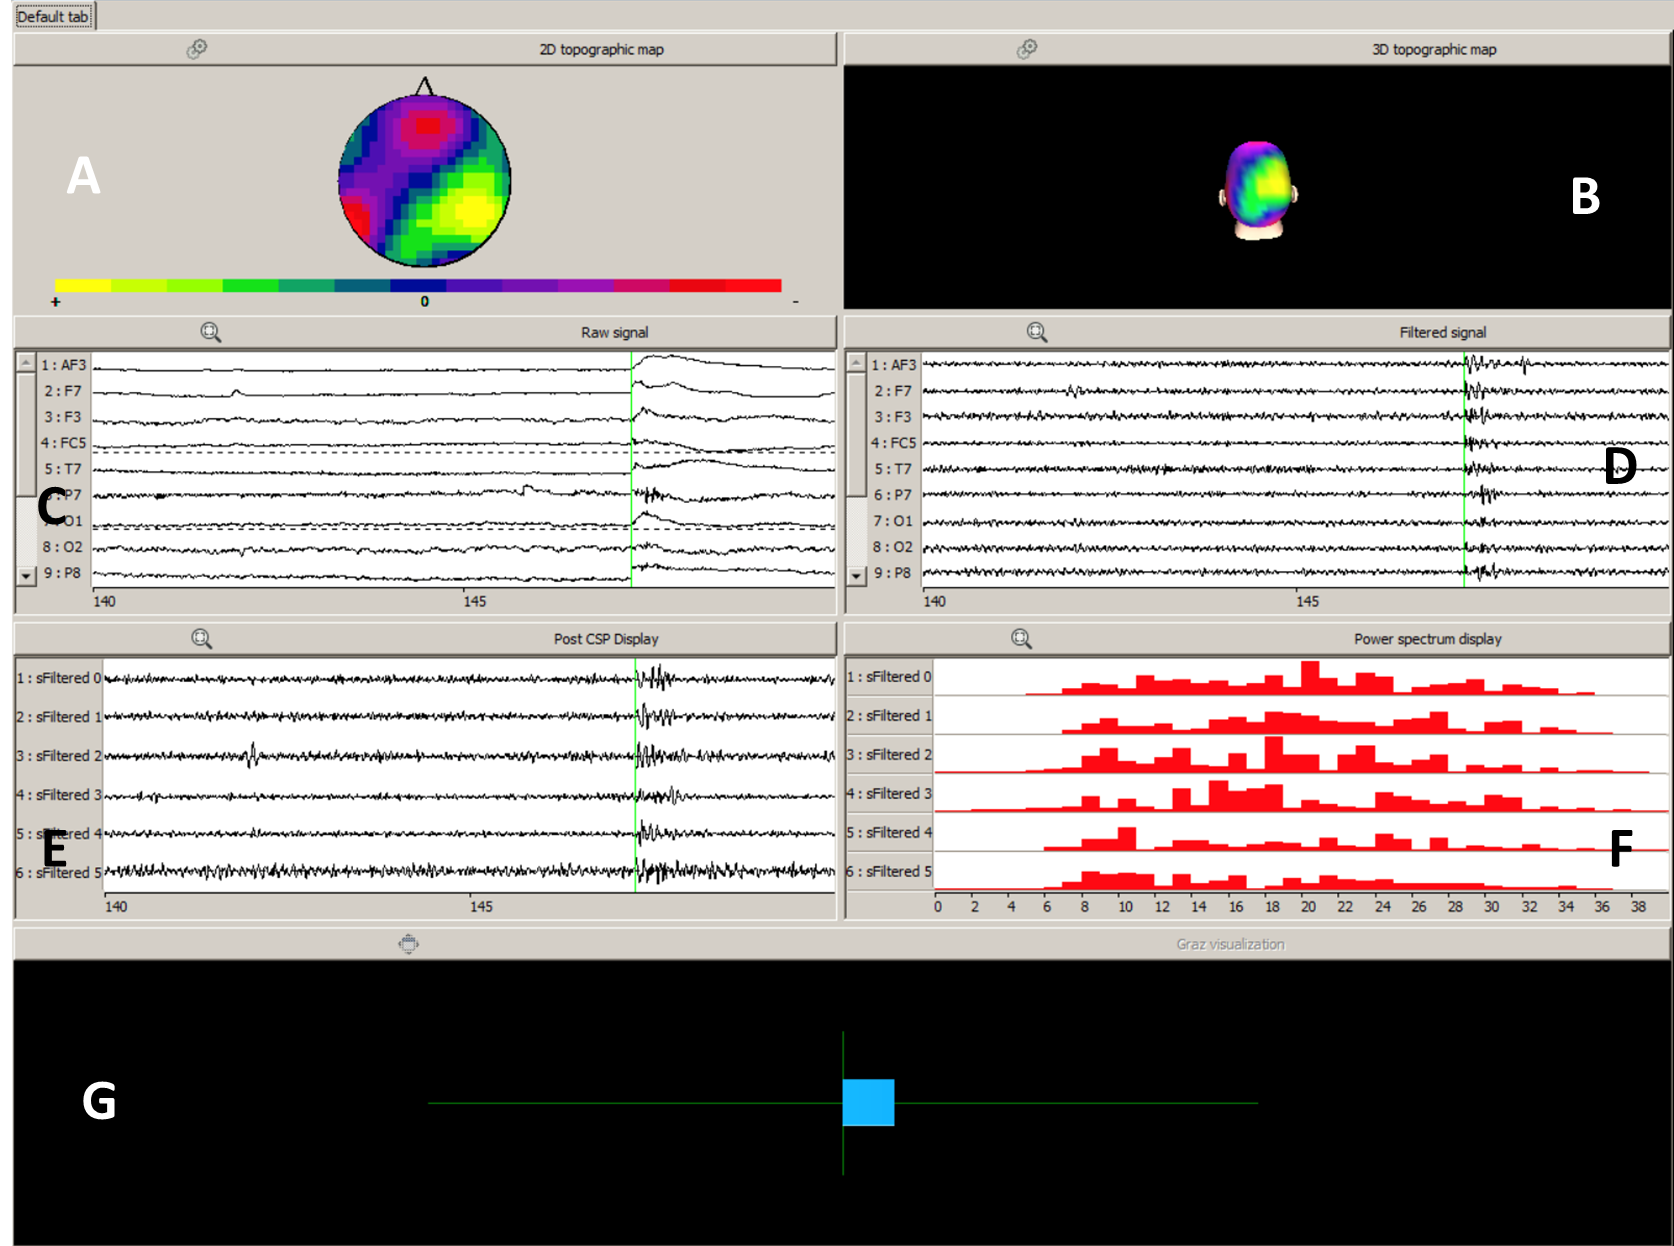 Default tab
2D topographic map
3D topographic map
A
B
+ 0 -
Raw signal
Filtered signal
1 : AF3
2 : F7
3 : F3
4 : FC5
5 : T7
P7
O1
8 : O2
9 : P8
C
140 145
1 : AF3
2 : F7
3 : F3
4 : FC5
5 : T7
6 : P7
7 : O1
8 : O2
9 : P8
D
140 145
Post CSP Display
Power spectrum display
1 : sFiltered 0
2 : sFiltered 1
3 : sFiltered 2
4 : sFiltered 3
5 : sFiltered 4
6 : sFiltered 5
E
140 145
1 : sFiltered 0
2 : sFiltered 1
3 : sFiltered 2
4 : sFiltered 3
5 : sFiltered 4
6 : sFiltered 5
F
0 2 4 6 8 10 12 14 16 18 20 22 24 26 28 30 32 34 36 38
Graz visualization
G